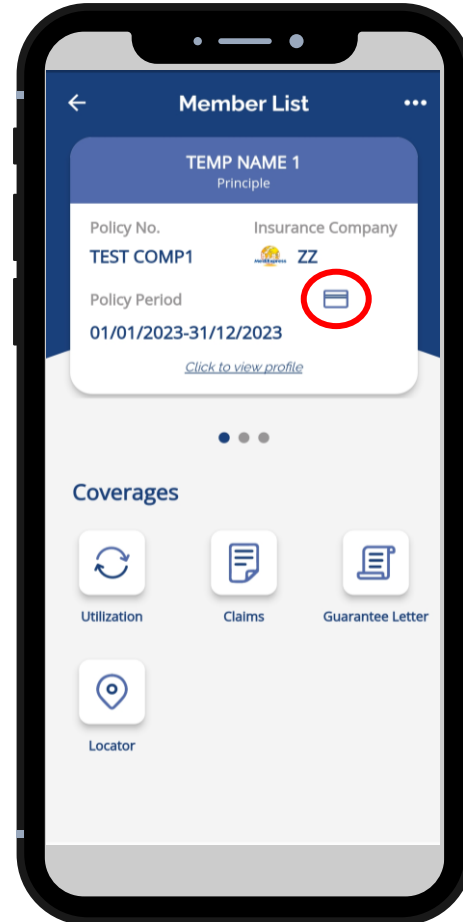 Member List
TEMP NAME 1
Principle
Policy No. Insurance Company
TEST COMP1 ZZ
Policy Period
01/01/2023-31/12/2023
Click to view profile
Coverages
Utilization Claims Guarantee Letter
Locator